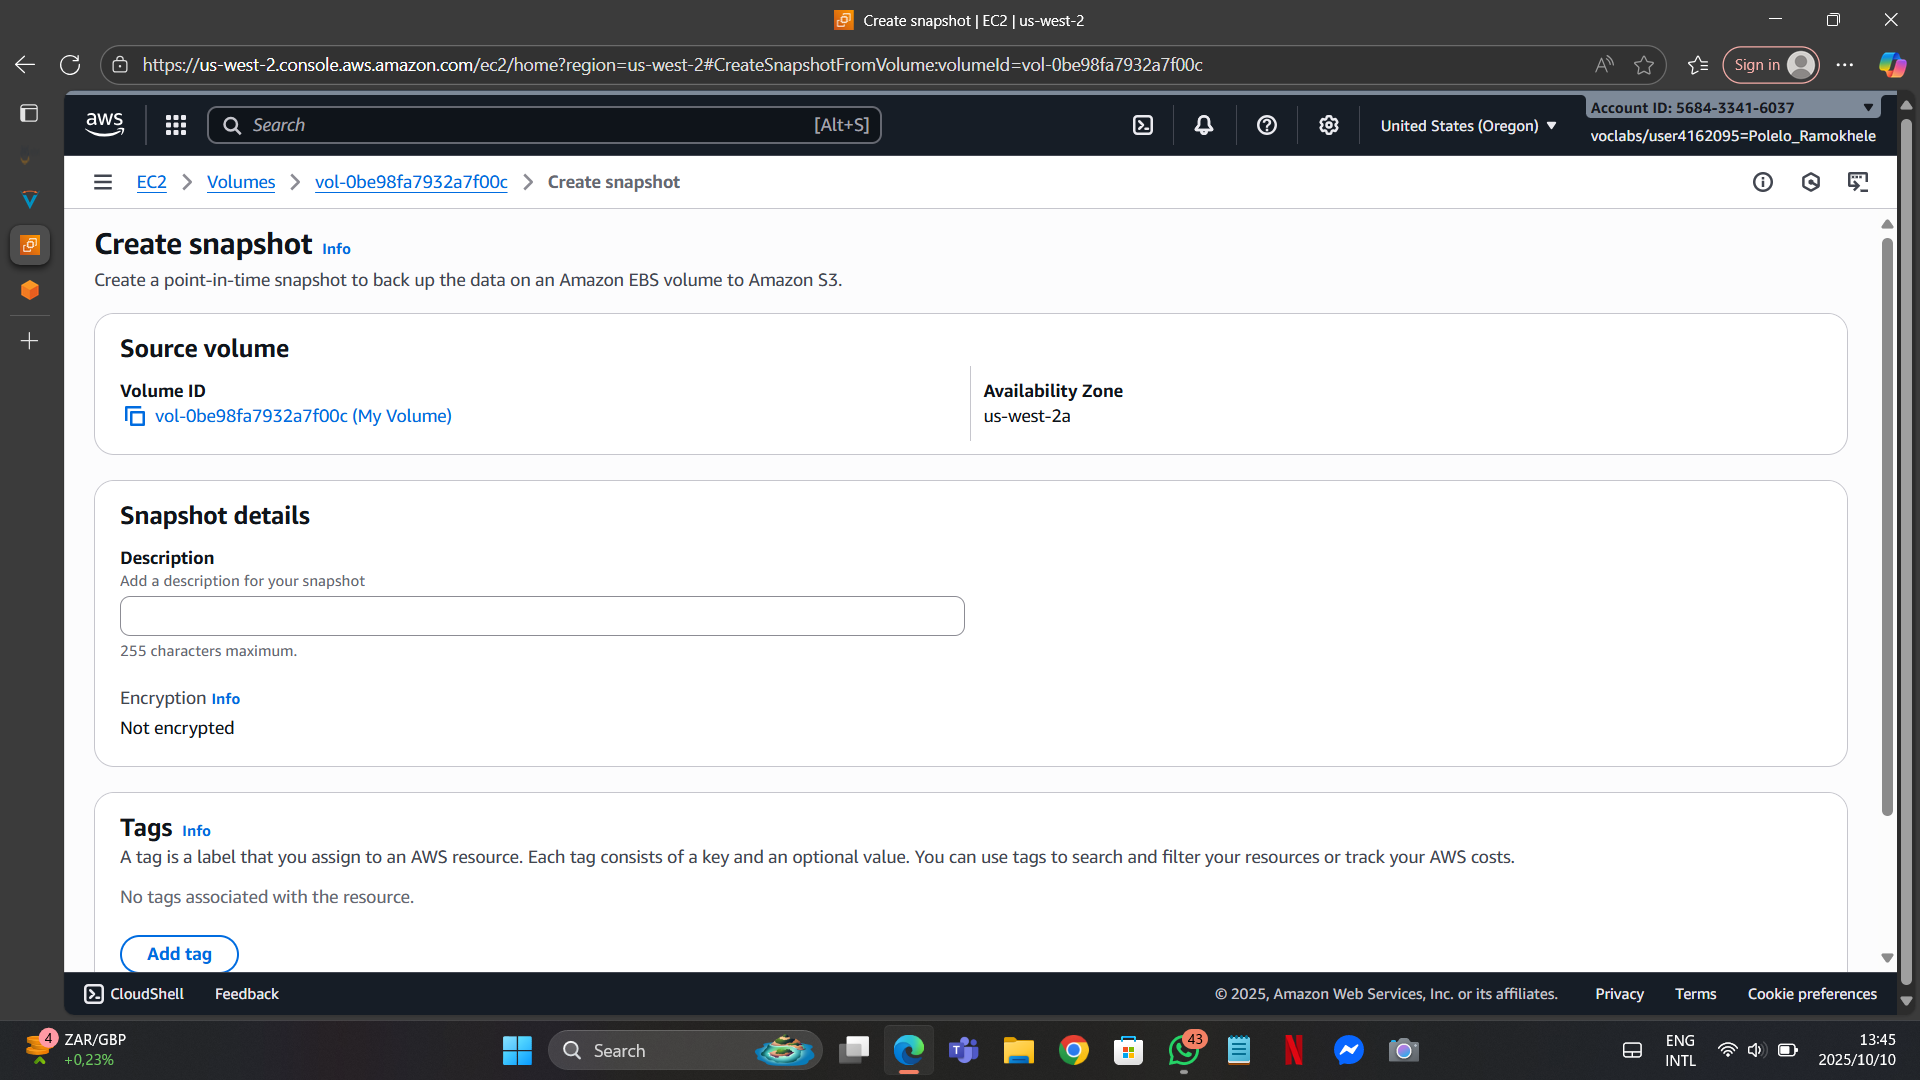 Create snapshot | EC2 | us-west-2
https://us-west-2.console.aws.amazon.com/ec2/home?region=us-west-2#CreateSnapshotFromVolume:volumeId=vol-0be98fa7932a7f00c
Sign in
aws
Search [Alt+S]
United States (Oregon)
Account ID: 5684-3341-6037
voclabs/user4162095=Polelo_Ramokhele
EC2 > Volumes > vol-0be98fa7932a7f00c > Create snapshot
Create snapshot Info
Create a point-in-time snapshot to back up the data on an Amazon EBS volume to Amazon S3.
Source volume
Volume ID
vol-0be98fa7932a7f00c (My Volume)
Availability Zone
us-west-2a
Snapshot details
Description
Add a description for your snapshot
255 characters maximum.
Encryption Info
Not encrypted
Tags Info
A tag is a label that you assign to an AWS resource. Each tag consists of a key and an optional value. You can use tags to search and filter your resources or track your AWS costs.
No tags associated with the resource.
Add tag
CloudShell Feedback © 2025, Amazon Web Services, Inc. or its affiliates. Privacy Terms Cookie preferences
4
ZAR/GBP
+0,23%
Search
43
ENG
INTL
13:45
2025/10/10